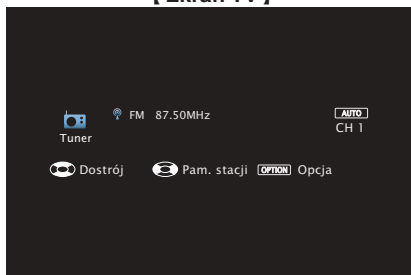 【 Ekran TV 】
FM 87.50MHz
AUTO
CH 1
Tuner
Dostrój Pam. stacji OPTION Opcja